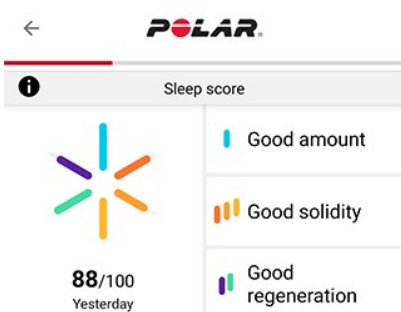 POLAR.
Sleep score
Good amount
Good solidity
Good
regeneration
88/100
Yesterday